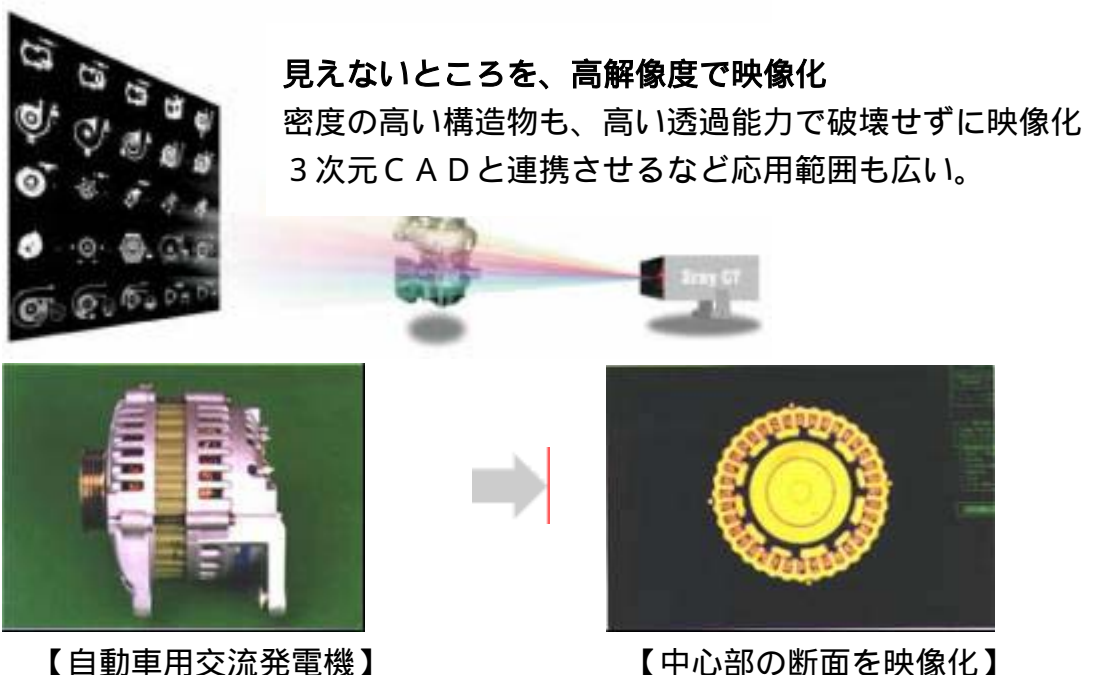 見えないところを、高解像度で映像化
密度の高い構造物も、高い透過能力で破壊せずに映像化
３次元ＣＡＤと連携させるなど応用範囲も広い。
Xray CT
【自動車用交流発電機】
【中心部の断面を映像化】